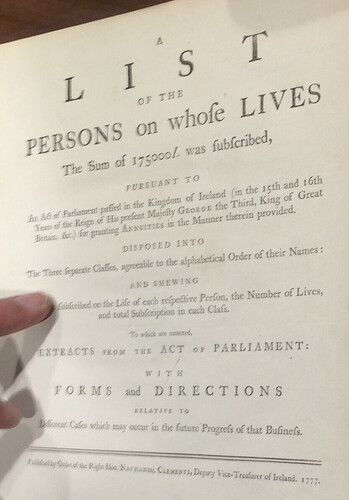 A
LIST
OF THE
PERSONS on whoſe LIVES
The Sum of 175000l. was ſubſcribed,
PURSUANT TO
An Act of Parliament paſſed in the Kingdom of Ireland (in the 15th and 16th
Years of the Reign of His preſent Majeſty GEORGE the Third, King of Great
Britain, &c.) for granting ANNUITIES in the Manner therein provided.
DISPOSED INTO
The Three ſeparate Claſſes, agreeable to the alphabetical Order of their Names:
AND SHEWING
ſubſcribed on the Life of each reſpective Perſon, the Number of Lives,
and total Subſcription in each Claſs.
To which are annexed,
EXTRACTS FROM THE ACT OF PARLIAMENT:
WITH
FORMS and DIRECTIONS
RELATIVE TO
Different Caſes which may occur in the future Progreſs of that Buſineſs.
Publiſhed by Order of the Right Hon. NATHANIEL CLEMENTS, Deputy Vice-Treaſurer of Ireland. 1777.